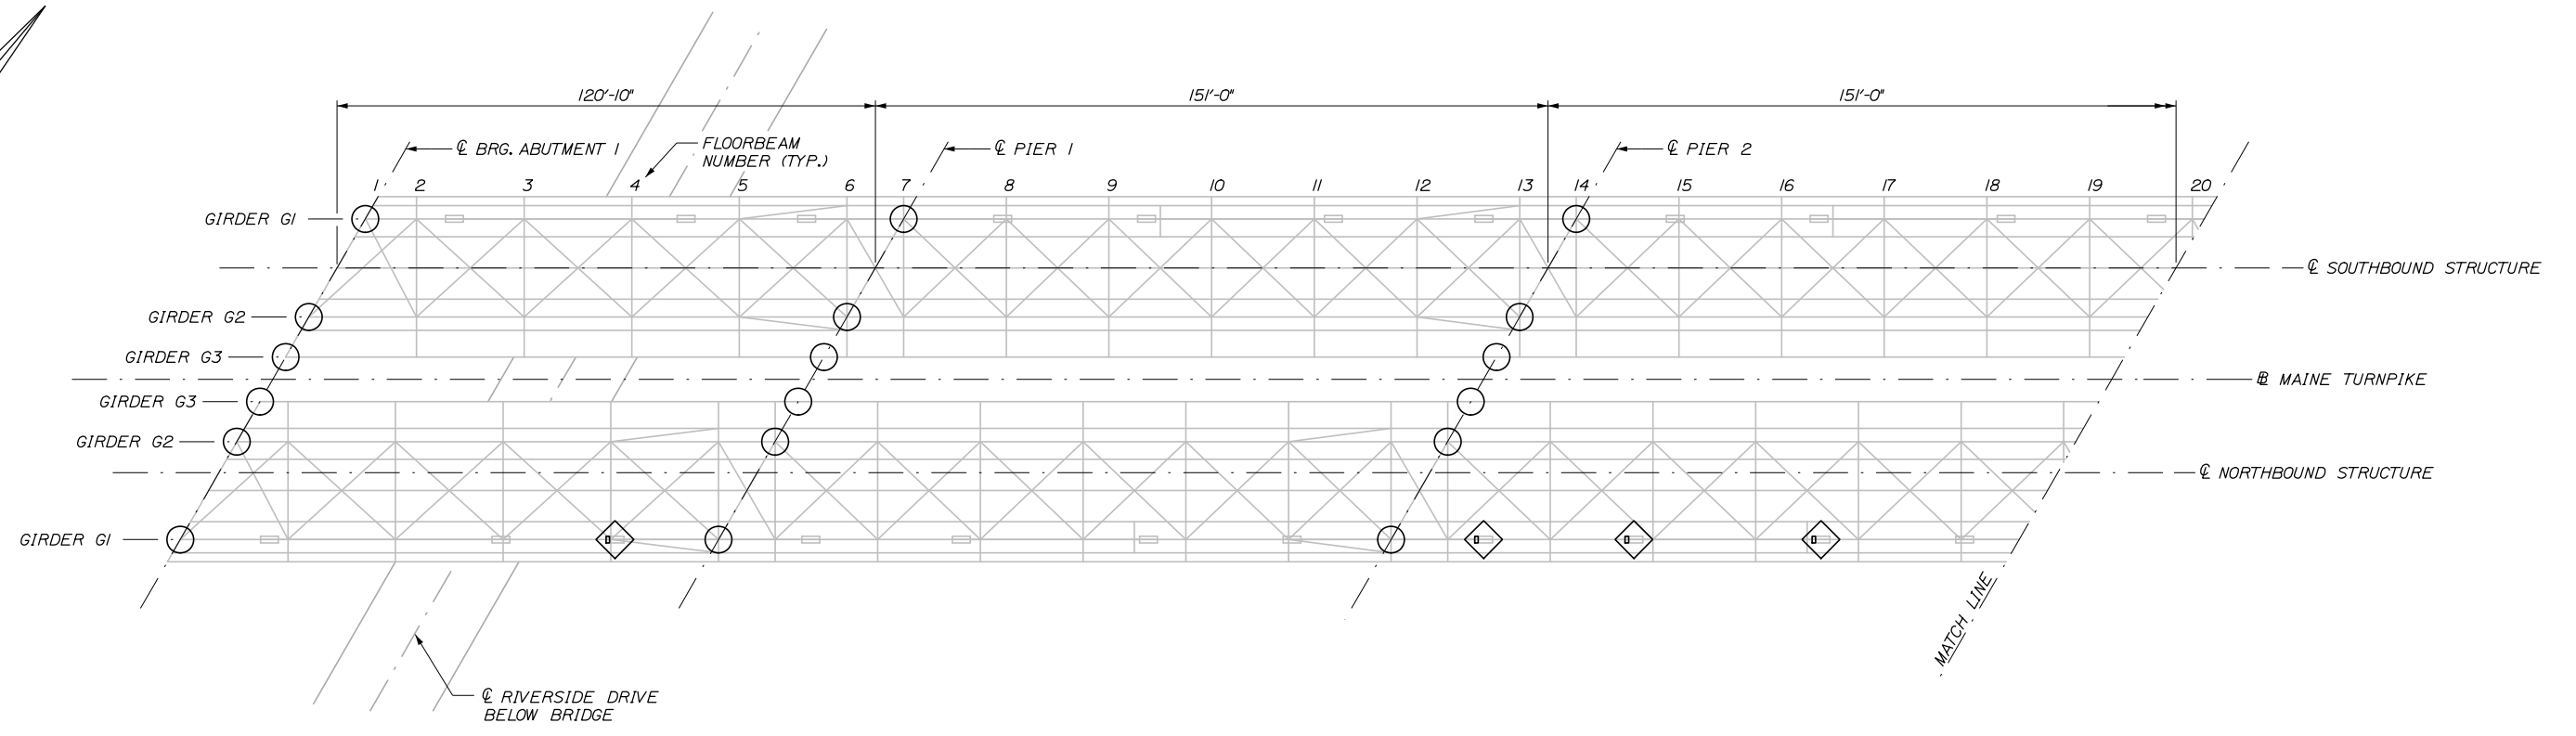 120'-10"
151'-0"
151'-0"
℄ BRG. ABUTMENT 1
FLOORBEAM
NUMBER (TYP.)
℄ PIER 1
℄ PIER 2
1 2 3 4 5 6 7 8 9 10 11 12 13 14 15 16 17 18 19 20
GIRDER G1
℄ SOUTHBOUND STRUCTURE
GIRDER G2
GIRDER G3
BL MAINE TURNPIKE
GIRDER G3
GIRDER G2
℄ NORTHBOUND STRUCTURE
GIRDER G1
MATCH LINE
℄ RIVERSIDE DRIVE
BELOW BRIDGE